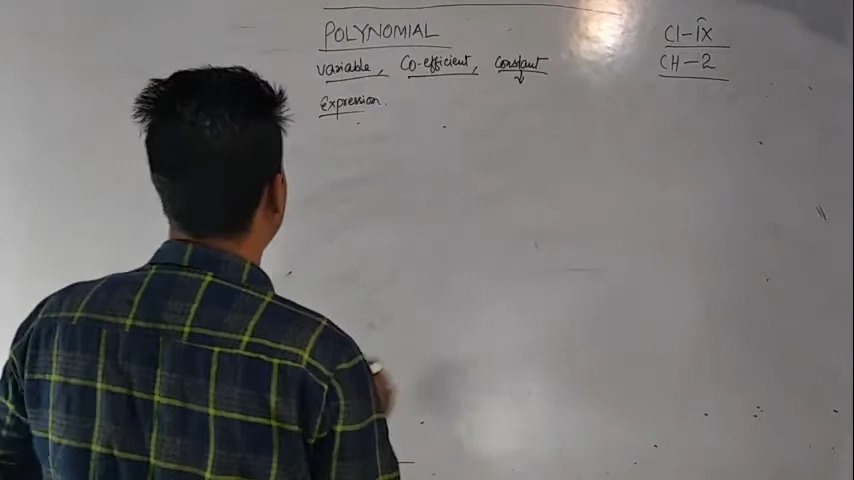 POLYNOMIAL
Cl-IX
CH-2
Variable, Co-efficient, Constant
Expression.